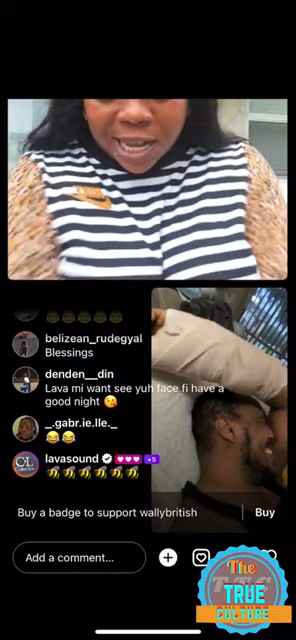 belizean_rudegyal
Blessings
denden__din
Lava mi want see yuh face fi have a
good night 😘
_.gabr.ie.lle._
😂😂
lavasound
+5
🐝🐝🐝🐝🐝🐝
Buy a badge to support wallybritish
Buy
Add a comment...
The
TRUE
CULTURE